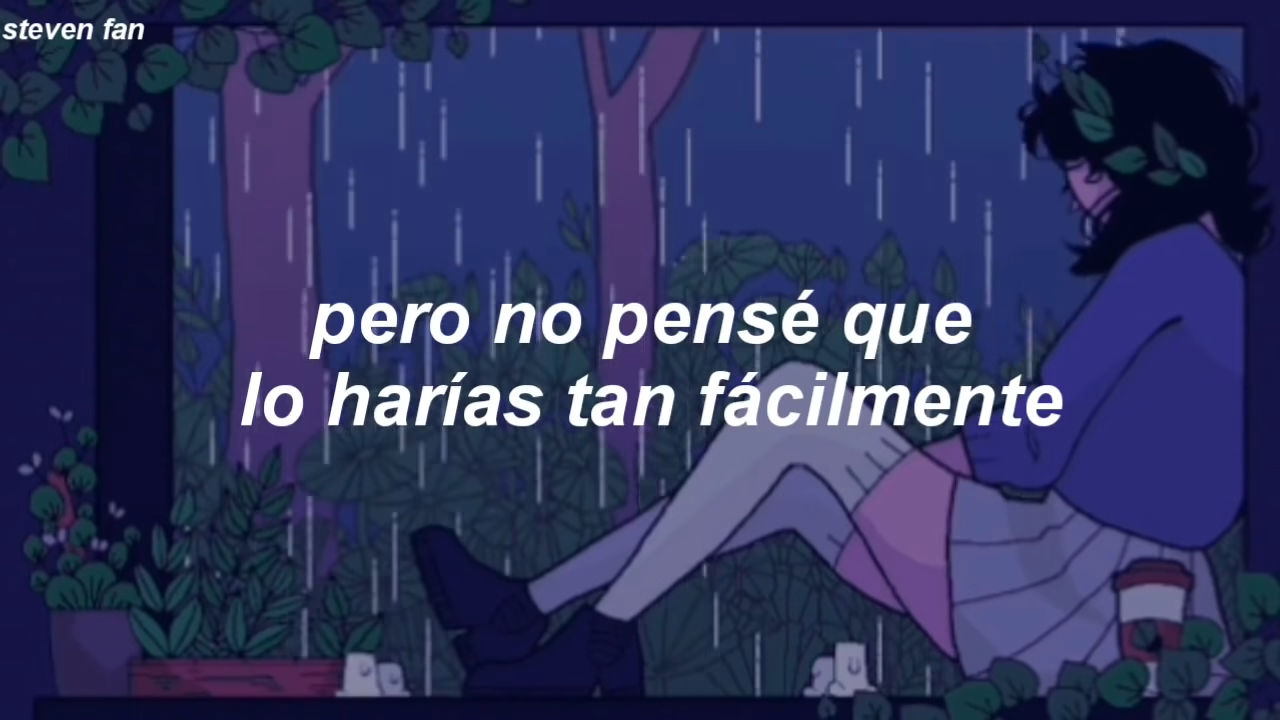 steven fan
pero no pensé que
lo harías tan fácilmente